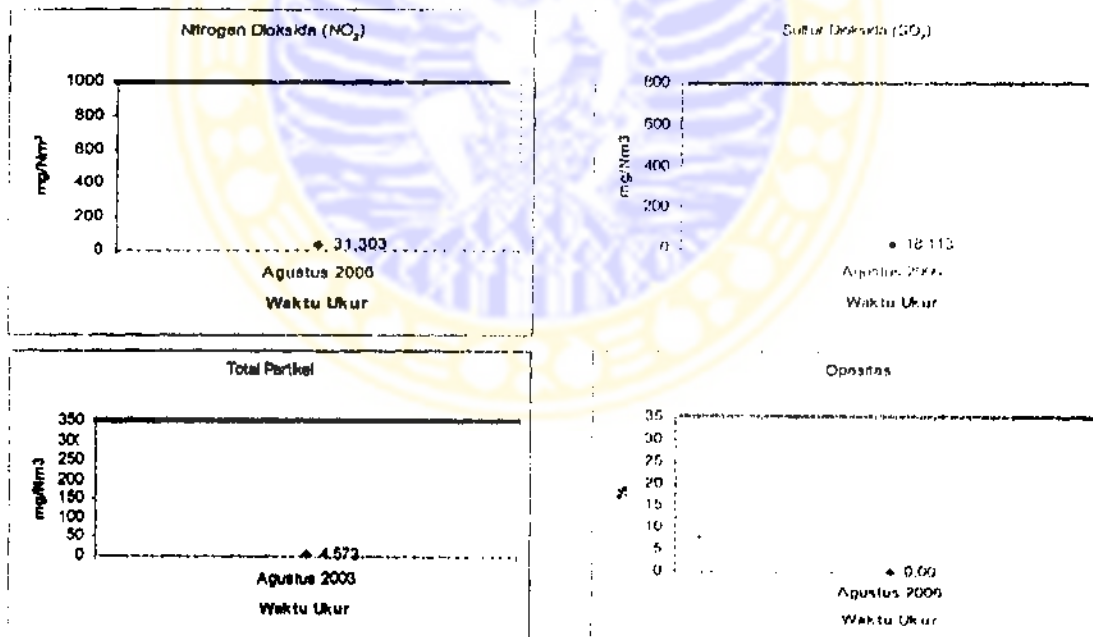 Nitrogen Dioksida (NO₂)
1000
800
600
400
200
0
mg/Nm³
31,303
Agustus 2006
Waktu Ukur
Sulfur Dioksida (SO₂)
800
600
400
200
0
mg/Nm3
18,113
Agustus 2006
Waktu Ukur
Total Partikel
350
300
250
200
150
100
50
0
mg/Nm3
4,573
Agustus 2003
Waktu Ukur
Opasitas
35
30
25
20
15
10
5
0
%
0,00
Agustus 2006
Waktu Ukur